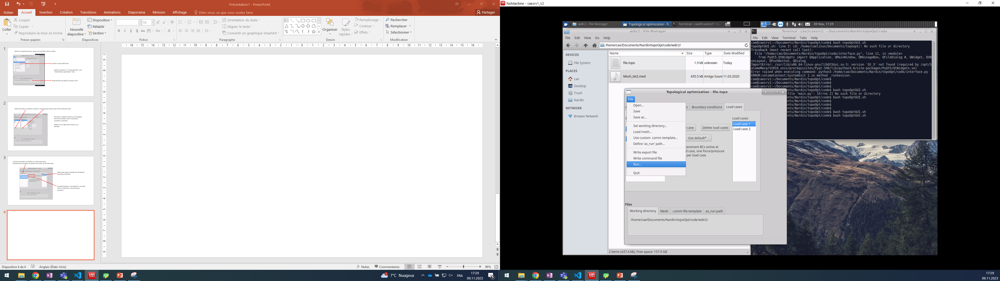 Présentation1 - PowerPoint
Fichier Accueil Insertion Création Transitions Animations Diaporama Révision Affichage Dites-nous ce que vous voulez faire. Partager
Coller
Couper
Copier
Reproduire la mise en forme
Presse-papiers
Nouvelle diapositive
Disposition
Rétablir
Section
Diapositives
18
G I S S abc AV Aa A
Police
Orientation du texte
Aligner le texte
Convertir en graphique SmartArt
Paragraphe
Organiser
Styles rapides
Remplissage
Contour
Effets
Dessin
Rechercher
Remplacer
Sélectionner
Modification
1
Select an existing directory, where all result files will be written
Select a mesh (MED file)
Define all options in "Job parameters" and
"Optimization parameters" tabs
Selected files and paths are shown here
2
Define boundary conditions, based on mesh groups that are part of the selected mesh.
Boundary conditions options are displayed
and can be edited, when a boundary
condition is selected.
Make sure all rigid body motions are
blocked.
3
Combine boundary conditions to create load cases.
Displacement boundary conditions are active for all load cases.
Select load cases to display the attributed
boundary conditions
By default (button "Use default"), one load
case is created per force boundary
condition
4
Diapositive 4 de 4 Anglais (États-Unis) Notes Commentaires 99%
7°C Nuageux FRA 17:29
09.11.2023
5
NoMachine - caesrv1_V2
wdir2 - File Manager Topological optimization - fi... Terminal - cae@caesrv1: ~/... 09 Nov, 17:29
wdir2 - File Manager
File Edit View Go Help
/home/cae/Documents/Nardin/topoOpt/code/wdir2/
DEVICES
File System
PLACES
cae
Desktop
Trash
Nardin
NETWORK
Browse Network
Name Size Type Date Modified
file.topo 1.9 kB unknown Today
Mesh_tet2.med 435.5 kB Amiga Soun 11.03.2020
2 items (437.4 kB), Free space: 157.9 GB
Terminal - cae@caesrv1: ~/Documents/Nardin/topoOpt/code
File Edit View Terminal Tabs Help
cae@caesrv1:~/Documents/Nardin/topoOpt/code$ bash topoOptGUI.sh
topoOptGUI.sh: line 3: cd: /home/caelinux/Documents/topoopt/: No such file or directory
Traceback (most recent call last):
File "/home/cae/Documents/Nardin/topoOpt/code/interface.py", line 11, in <module>
from PyQt5.QtWidgets import QApplication, QMainWindow, QMessageBox, QFileDialog #, QWidget, QVB
oxLayout, QPushButton, QDialog
ImportError: /usr/lib/x86_64-linux-gnu/libQt5Gui.so.5: version `Qt_5' not found (required by /opt/S
alomeMeca/V2019_univ/prerequisites/Pyqt-590/lib/python3.6/site-packages/PyQt5/QtWidgets.so)
Error raised when executing command: python3 /home/cae/Documents/Nardin/topoOpt/code/interface.py
ERROR:salomeContext:SystemExit 1 in method _runSession.
cae@caesrv1:~/Documents/Nardin/topoOpt/code$
cae@caesrv1:~/Documents/Nardin/topoOpt/code$
cae@caesrv1:~/Documents/Nardin/topoOpt/code$
ments/Nardin/topoOpt/code$ bash topoOptGUI.sh
file 'main.py': [Errno 2] No such file or directory
ments/Nardin/topoOpt/code$ bash topoOptGUI.sh
ments/Nardin/topoOpt/code$
ments/Nardin/topoOpt/code$
ments/Nardin/topoOpt/code$
ments/Nardin/topoOpt/code$ bash topoOptGUI.sh
ments/Nardin/topoOpt/code$ bash topoOptGUI.sh
Topological optimization - file.topo
File
Open...
Save
Save as...
Set working directory...
Load mesh...
Use custom .comm template...
Define 'as_run' path...
Write export file
Write command file
Run...
Quit
rs Boundary conditions Load cases
case Delete load cases
Use default*
lacement BCs active at
d case, one force/pressure
per load case
Load cases
Load case 1
Load case 2
Files
Working directory Mesh .comm file template as_run path
/home/cae/Documents/Nardin/topoOpt/code/wdir2/
17:29
09.11.2023